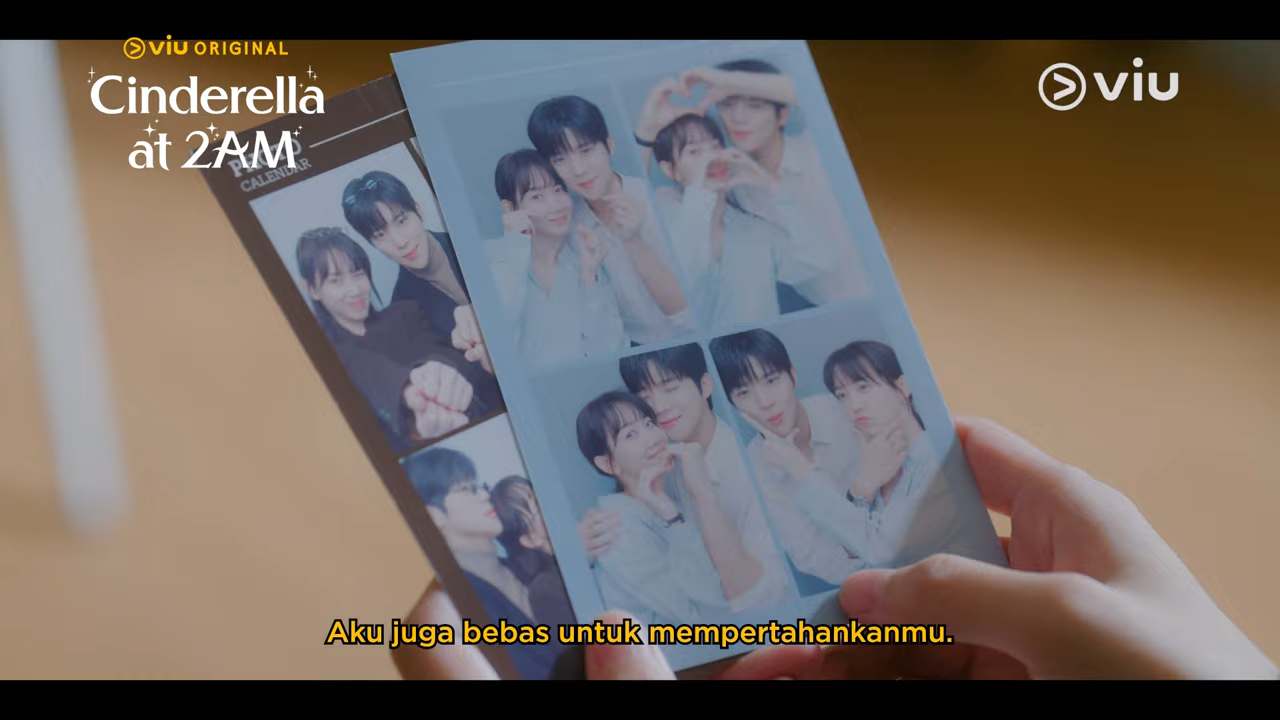 viu ORIGINAL
Cinderella
at 2AM
viu
PHOTO
CALENDAR
Aku juga bebas untuk mempertahankanmu.